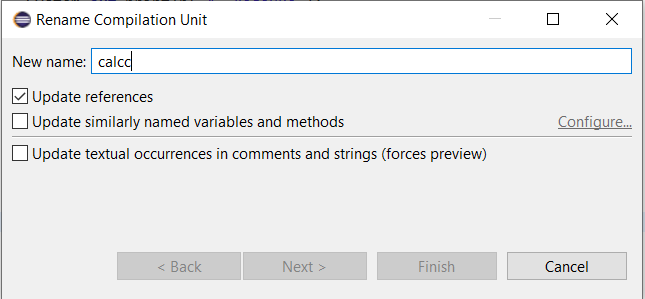 Rename Compilation Unit
New name: calcc
Update references
Update similarly named variables and methods Configure...
Update textual occurrences in comments and strings (forces preview)
< Back Next > Finish Cancel